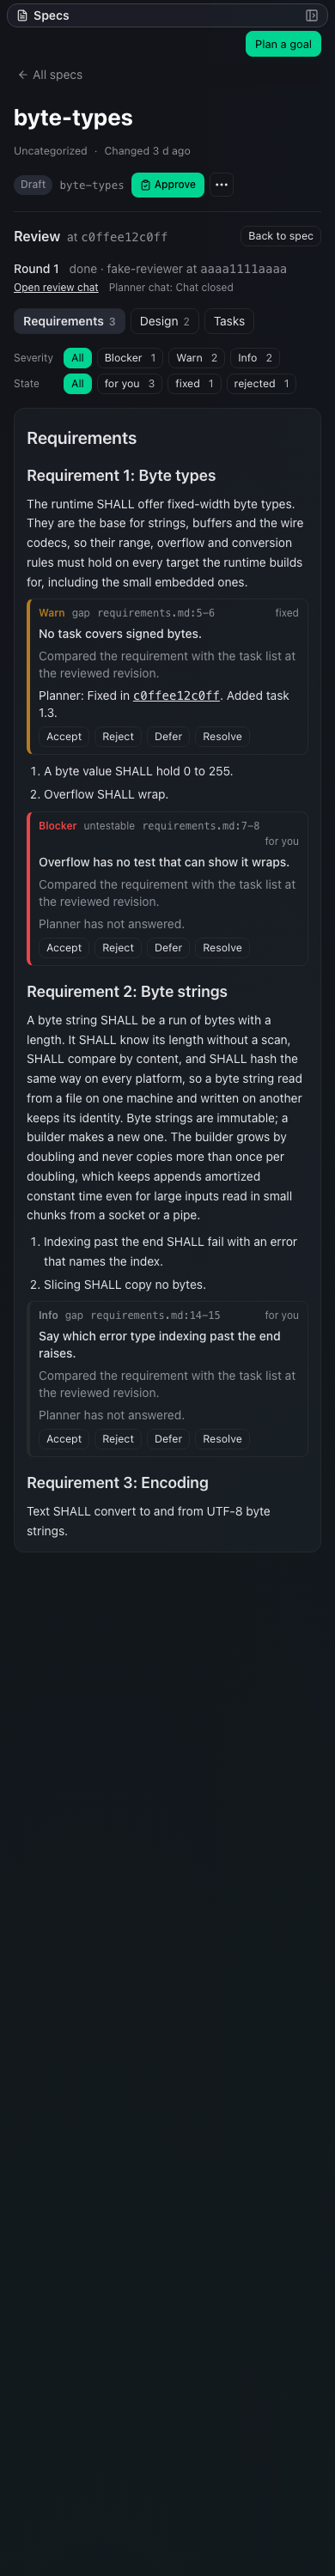 Specs
Plan a goal
← All specs
byte-types
Uncategorized · Changed 3 d ago
Draft byte-types Approve
Review at c0ffee12c0ff Back to spec
Round 1 done · fake-reviewer at aaaa1111aaaa
Open review chat Planner chat: Chat closed
Requirements 3 Design 2 Tasks
Severity All Blocker 1 Warn 2 Info 2
State All for you 3 fixed 1 rejected 1
Requirements
Requirement 1: Byte types
The runtime SHALL offer fixed-width byte types.
They are the base for strings, buffers and the wire
codecs, so their range, overflow and conversion
rules must hold on every target the runtime builds
for, including the small embedded ones.
Warn gap requirements.md:5–6 fixed
No task covers signed bytes.
Compared the requirement with the task list at
the reviewed revision.
Planner: Fixed in c0ffee12c0ff. Added task
1.3.
Accept Reject Defer Resolve
1. A byte value SHALL hold 0 to 255.
2. Overflow SHALL wrap.
Blocker untestable requirements.md:7–8
for you
Overflow has no test that can show it wraps.
Compared the requirement with the task list at
the reviewed revision.
Planner has not answered.
Accept Reject Defer Resolve
Requirement 2: Byte strings
A byte string SHALL be a run of bytes with a
length. It SHALL know its length without a scan,
SHALL compare by content, and SHALL hash the
same way on every platform, so a byte string read
from a file on one machine and written on another
keeps its identity. Byte strings are immutable; a
builder makes a new one. The builder grows by
doubling and never copies more than once per
doubling, which keeps appends amortized
constant time even for large inputs read in small
chunks from a socket or a pipe.
1. Indexing past the end SHALL fail with an error
that names the index.
2. Slicing SHALL copy no bytes.
Info gap requirements.md:14–15 for you
Say which error type indexing past the end
raises.
Compared the requirement with the task list at
the reviewed revision.
Planner has not answered.
Accept Reject Defer Resolve
Requirement 3: Encoding
Text SHALL convert to and from UTF-8 byte
strings.